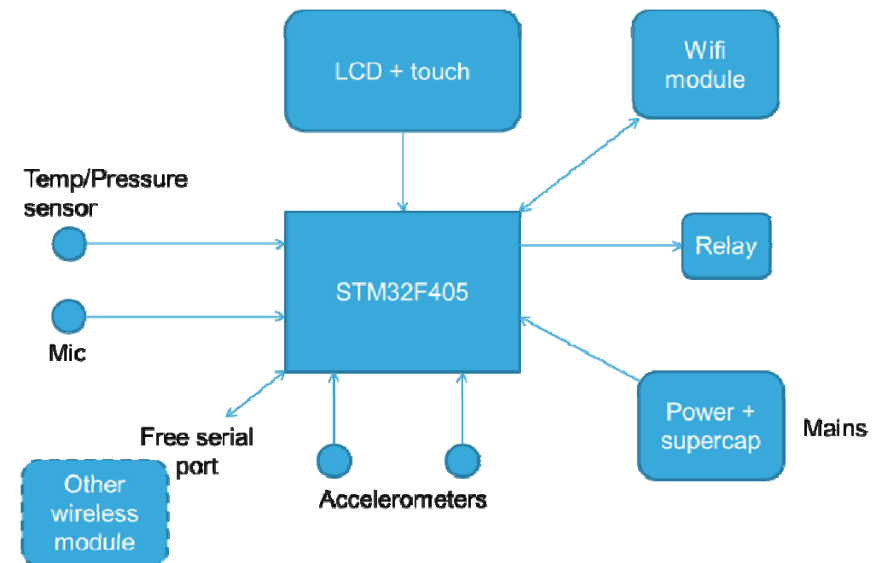 LCD + touch
Wifi
module
Temp/Pressure
sensor
Relay
STM32F405
Mic
Power +
supercap
Mains
Free serial
port
Accelerometers
Other
wireless
module